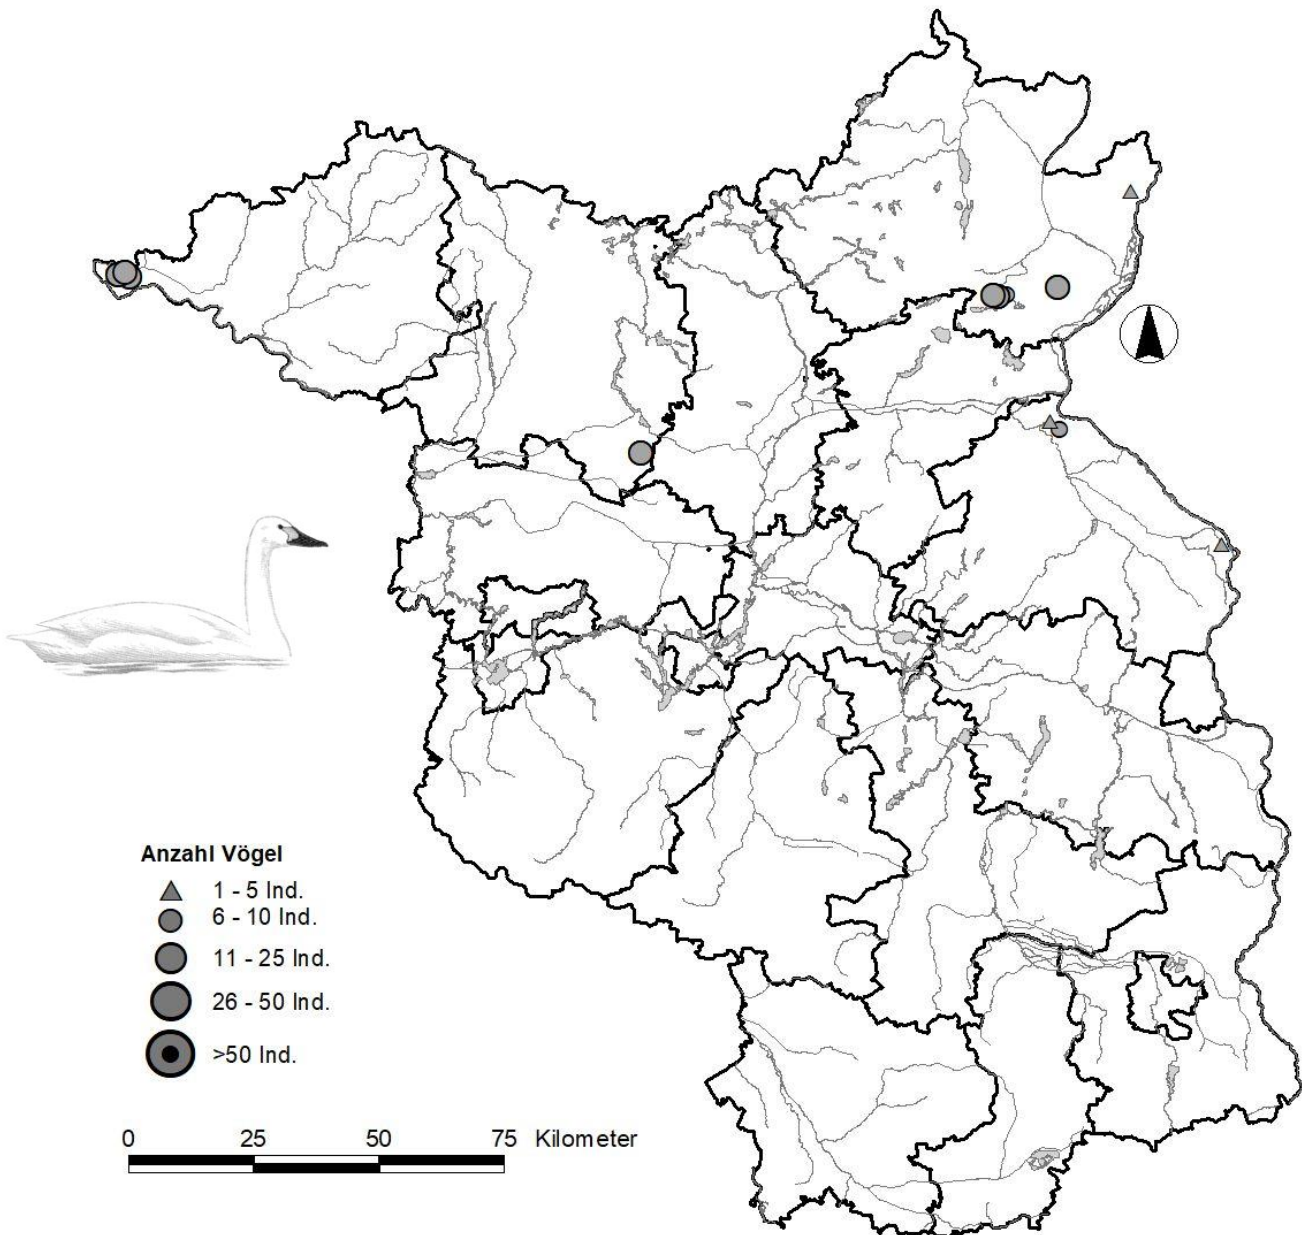 Anzahl Vögel
1 - 5 Ind.
6 - 10 Ind.
11 - 25 Ind.
26 - 50 Ind.
>50 Ind.
0 25 50 75 Kilometer